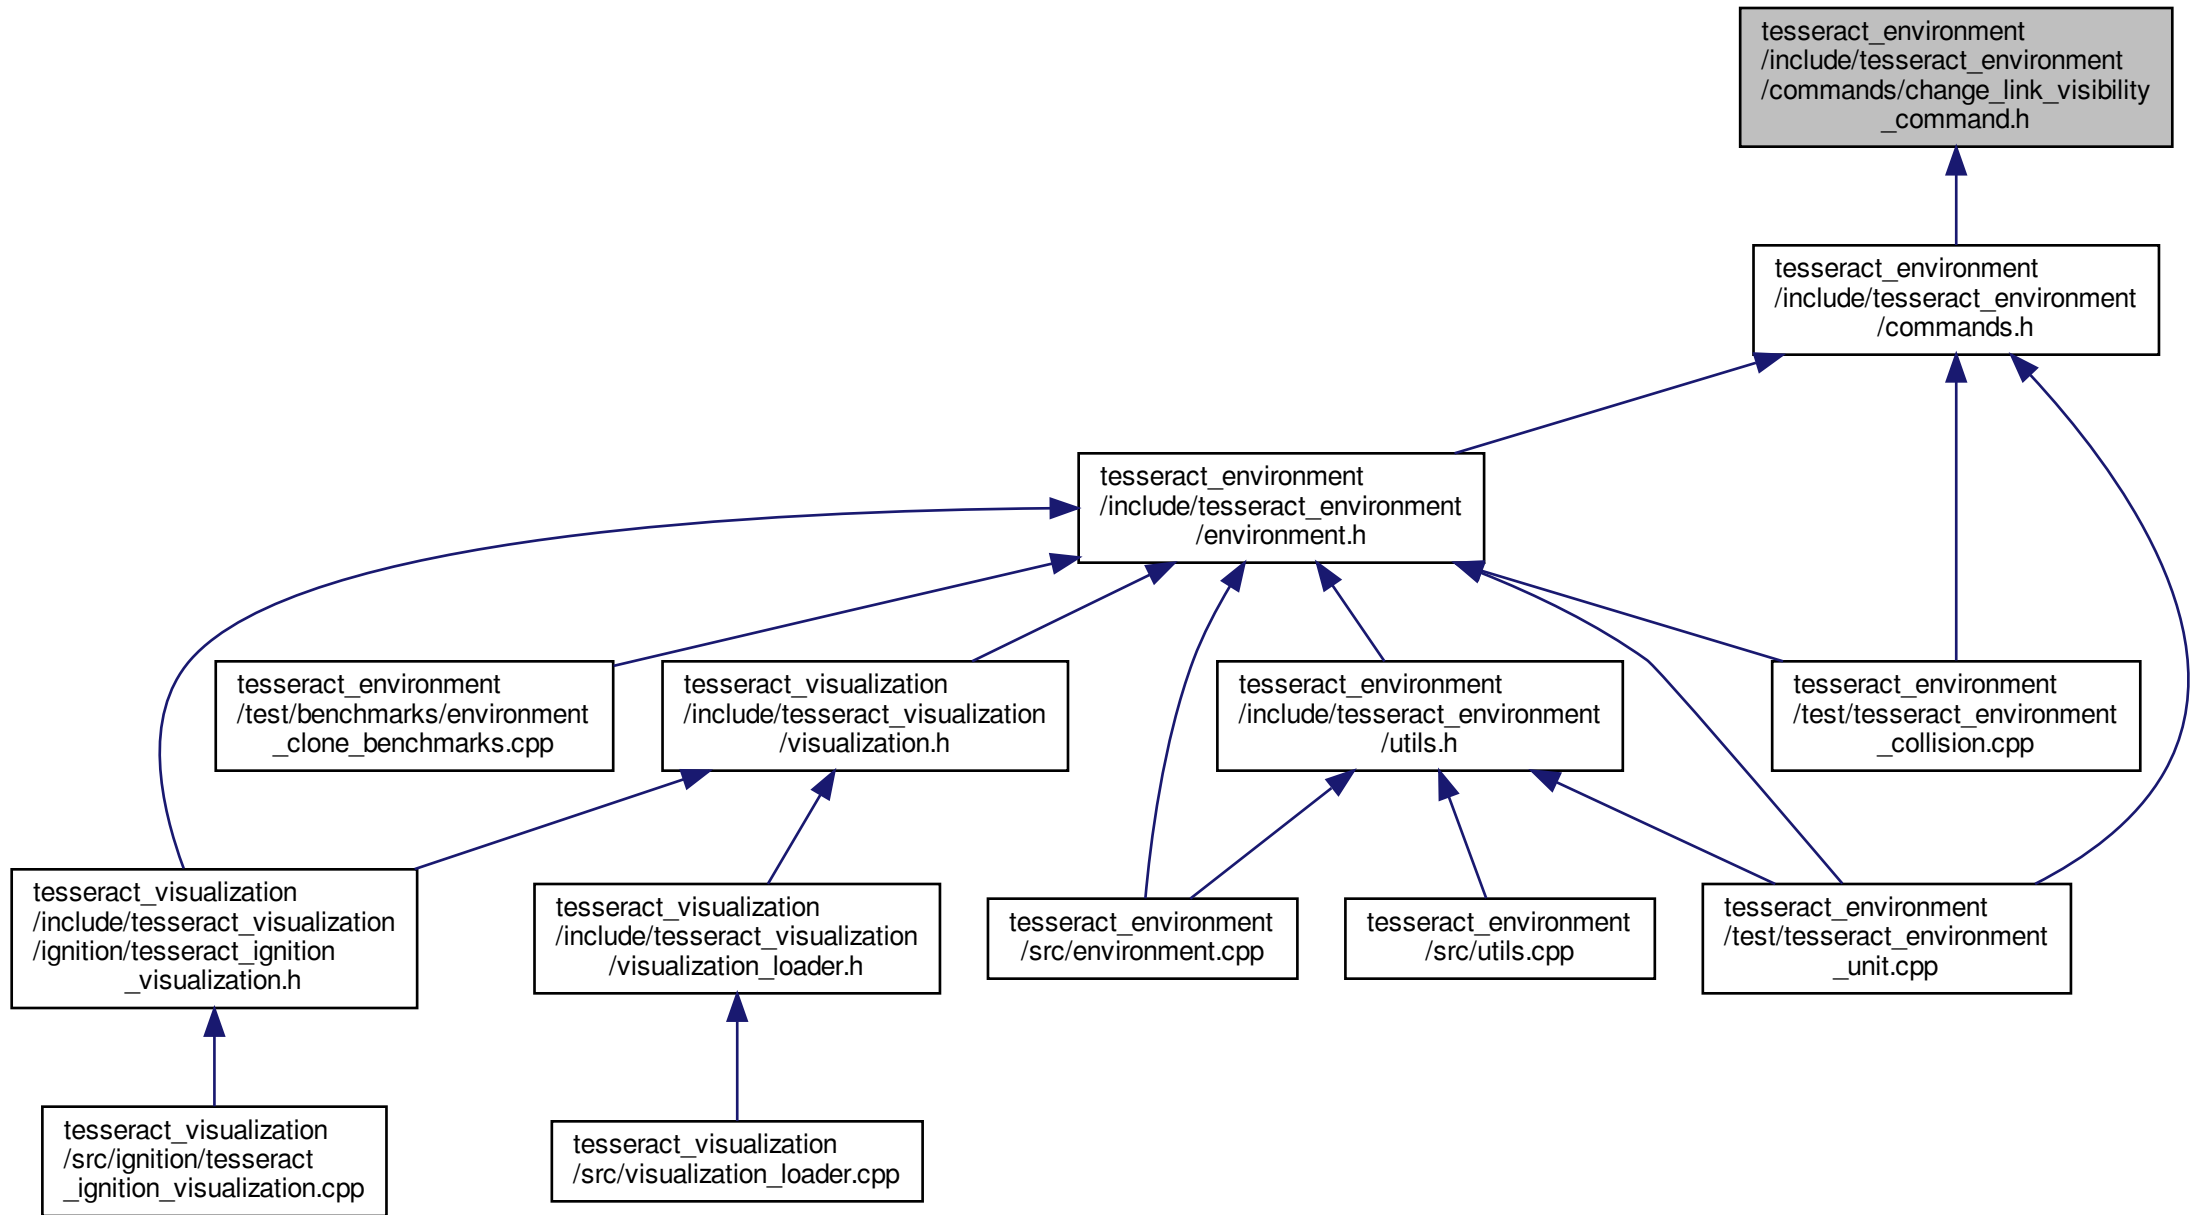 tesseract_environment
/include/tesseract_environment
/commands/change_link_visibility
_command.h
tesseract_environment
/include/tesseract_environment
/commands.h
tesseract_environment
/include/tesseract_environment
/environment.h
tesseract_environment
/test/benchmarks/environment
_clone_benchmarks.cpp
tesseract_visualization
/include/tesseract_visualization
/visualization.h
tesseract_environment
/include/tesseract_environment
/utils.h
tesseract_environment
/test/tesseract_environment
_collision.cpp
tesseract_visualization
/include/tesseract_visualization
/ignition/tesseract_ignition
_visualization.h
tesseract_visualization
/include/tesseract_visualization
/visualization_loader.h
tesseract_environment
/src/environment.cpp
tesseract_environment
/src/utils.cpp
tesseract_environment
/test/tesseract_environment
_unit.cpp
tesseract_visualization
/src/ignition/tesseract
_ignition_visualization.cpp
tesseract_visualization
/src/visualization_loader.cpp